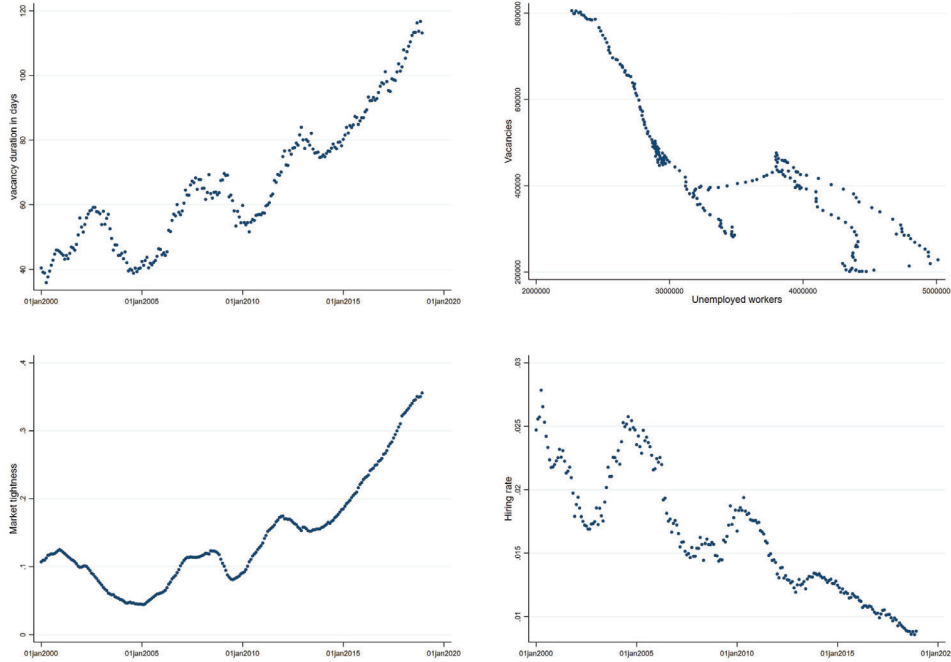 vacancy duration in days
120
100
80
60
40
01jan2000 01jan2005 01jan2010 01jan2015 01jan2020
Vacancies
800000
600000
400000
200000
2000000 3000000 4000000 5000000
Unemployed workers
Market tightness
.4
.3
.2
.1
0
01jan2000 01jan2005 01jan2010 01jan2015 01jan2020
Hiring rate
.03
.025
.02
.015
.01
01jan2000 01jan2005 01jan2010 01jan2015 01jan202